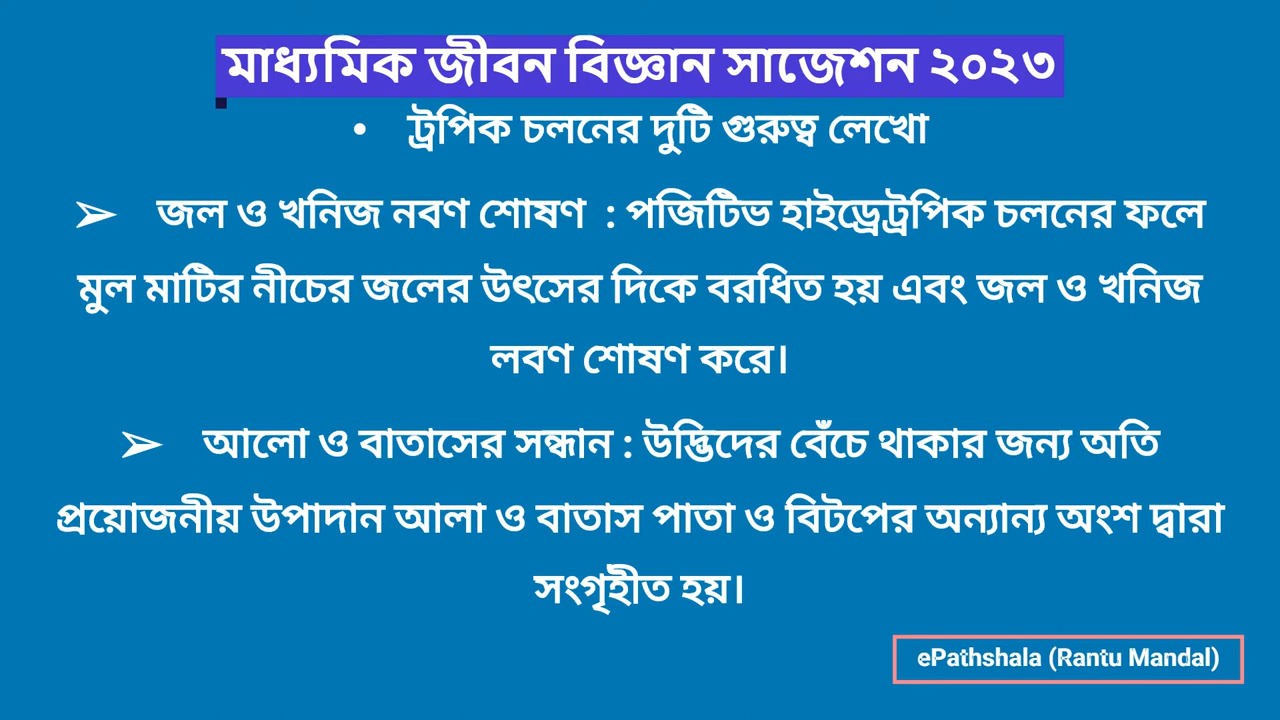 মাধ্যমিক জীবন বিজ্ঞান সাজেশন ২০২৩
• ট্রপিক চলনের দুটি গুরুত্ব লেখো
➢ জল ও খনিজ নবণ শোষণ : পজিটিভ হাইড্রেট্রপিক চলনের ফলে
মুল মাটির নীচের জলের উৎসের দিকে বরধিত হয় এবং জল ও খনিজ
লবণ শোষণ করে।
➢ আলো ও বাতাসের সন্ধান : উদ্ভিদের বেঁচে থাকার জন্য অতি
প্রয়োজনীয় উপাদান আলা ও বাতাস পাতা ও বিটপের অন্যান্য অংশ দ্বারা
সংগৃহীত হয়।
ePathshala (Rantu Mandal)